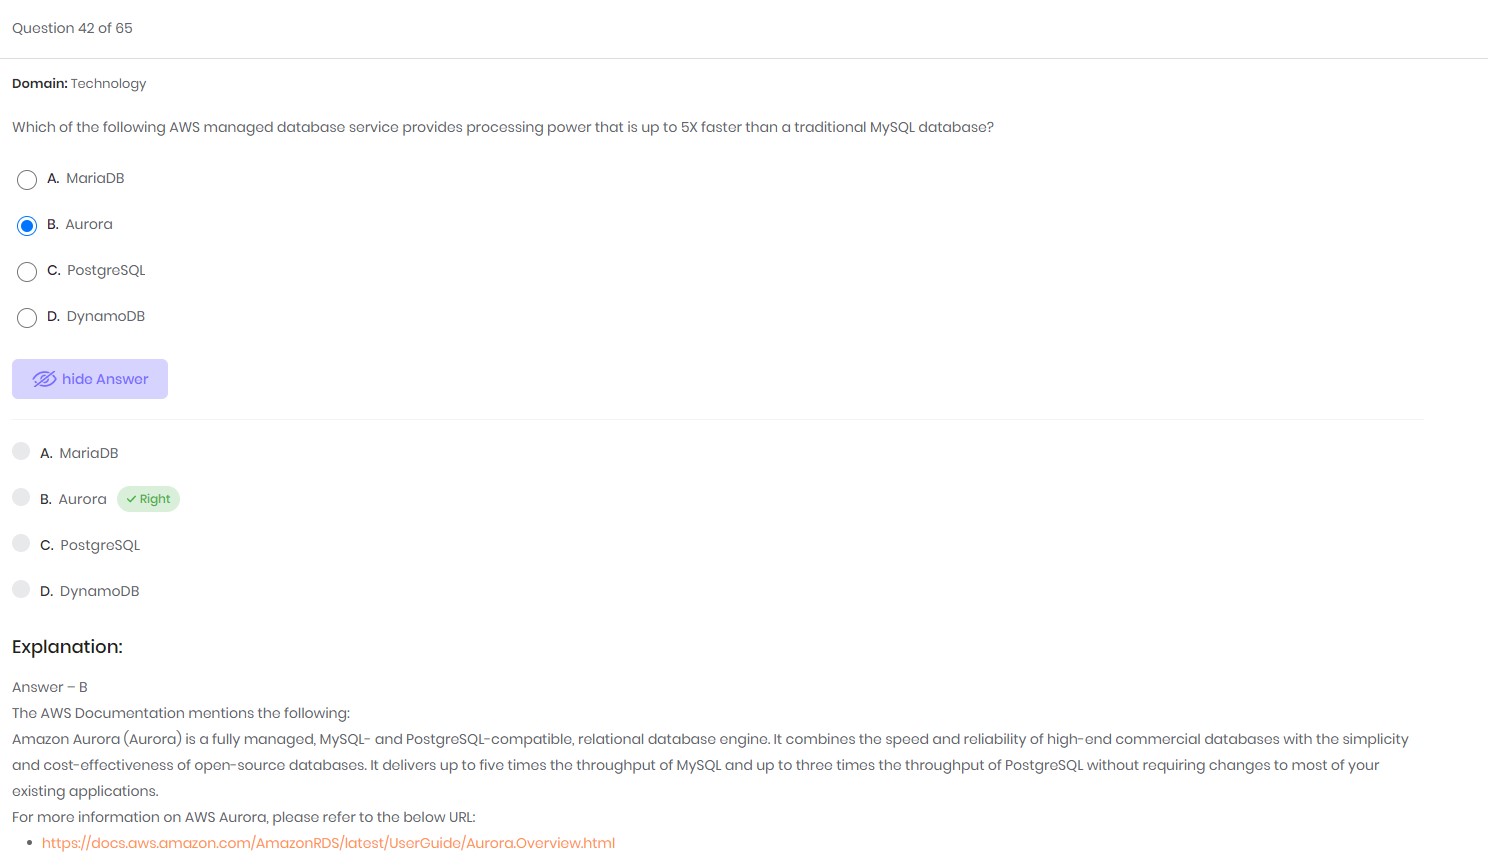 Question 42 of 65
Domain: Technology
Which of the following AWS managed database service provides processing power that is up to 5X faster than a traditional MySQL database?
A. MariaDB
B. Aurora
C. PostgreSQL
D. DynamoDB
hide Answer
A. MariaDB
B. Aurora Right
C. PostgreSQL
D. DynamoDB
Explanation:
Answer – B
The AWS Documentation mentions the following:
Amazon Aurora (Aurora) is a fully managed, MySQL- and PostgreSQL-compatible, relational database engine. It combines the speed and reliability of high-end commercial databases with the simplicity
and cost-effectiveness of open-source databases. It delivers up to five times the throughput of MySQL and up to three times the throughput of PostgreSQL without requiring changes to most of your
existing applications.
For more information on AWS Aurora, please refer to the below URL:
• https://docs.aws.amazon.com/AmazonRDS/latest/UserGuide/Aurora.Overview.html